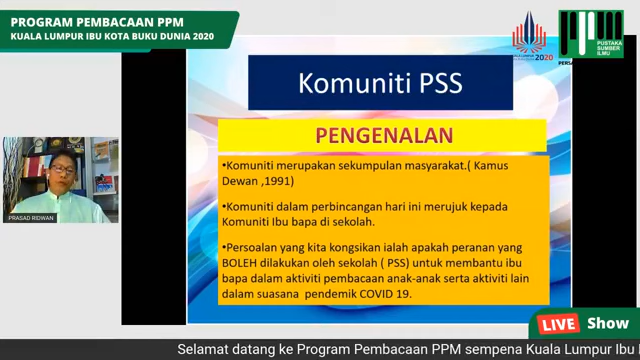 PROGRAM PEMBACAAN PPM
KUALA LUMPUR IBU KOTA BUKU DUNIA 2020
2020
PUSTAKA
SUMBER
ILMU
Komuniti PSS
PENGENALAN
•Komuniti merupakan sekumpulan masyarakat.( Kamus
Dewan ,1991)
•Komuniti dalam perbincangan hari ini merujuk kepada
Komuniti Ibu bapa di sekolah.
•Persoalan yang kita kongsikan ialah apakah peranan yang
BOLEH dilakukan oleh sekolah ( PSS) untuk membantu ibu
bapa dalam aktiviti pembacaan anak-anak serta aktiviti lain
dalam suasana pendemik COVID 19.
PRASAD RIDWAN
LIVE Show
Selamat datang ke Program Pembacaan PPM sempena Kuala Lumpur Ibu